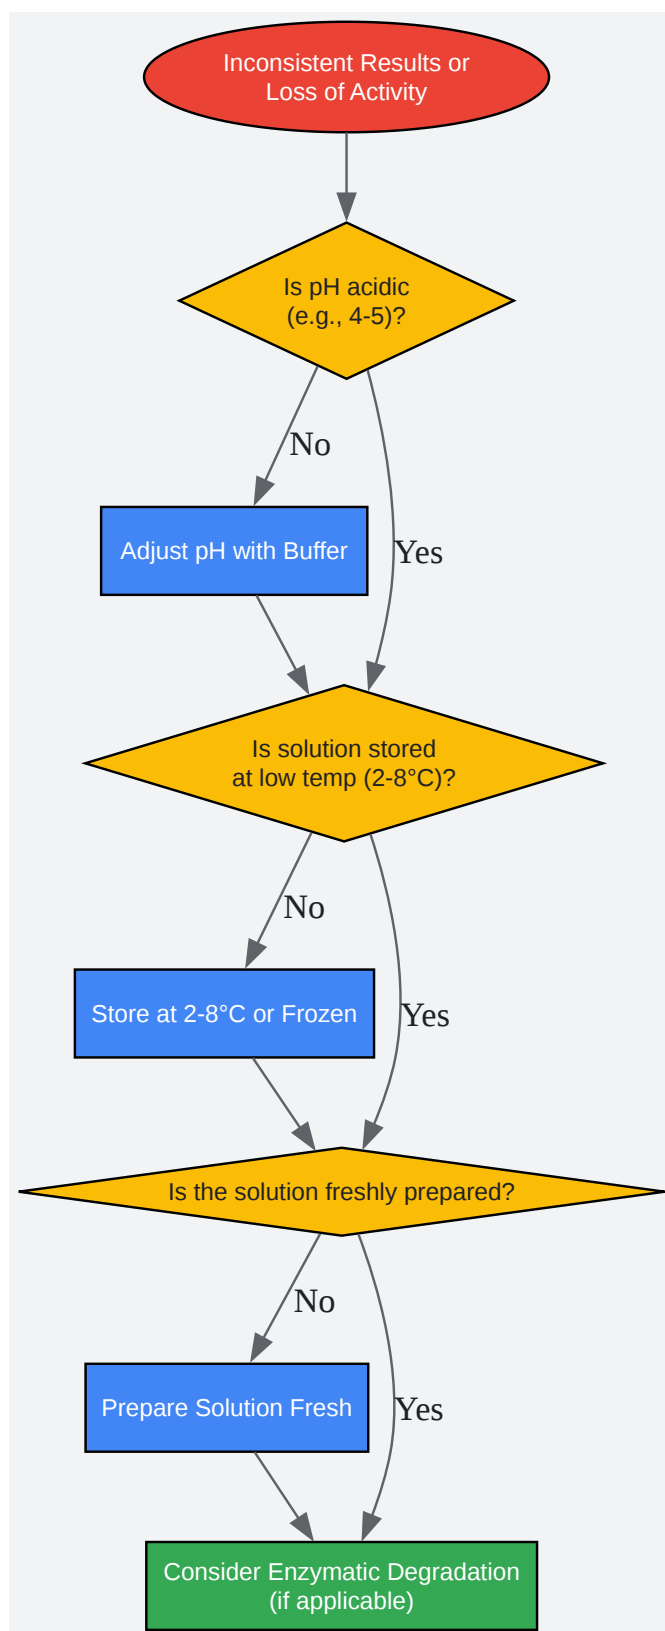 Inconsistent Results or
Loss of Activity
Is pH acidic
(e.g., 4-5)?
No
Adjust pH with Buffer
Yes
Is solution stored
at low temp (2-8°C)?
No
Store at 2-8°C or Frozen
Yes
Is the solution freshly prepared?
No
Prepare Solution Fresh
Yes
Consider Enzymatic Degradation
(if applicable)